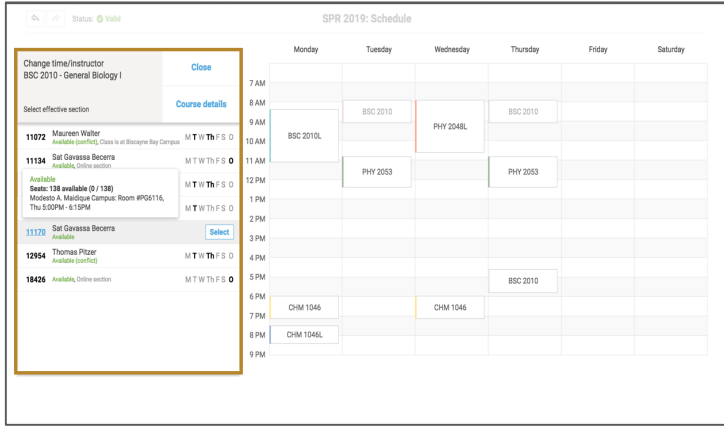 Status: Valid
SPR 2019: Schedule
Change time/instructor
BSC 2010 - General Biology I
Close
Select effective section
Course details
11072 Maureen Walter M T W Th F S O
Available (conflict), Class is at Biscayne Bay Campus
11134 Sat Gavassa Becerra M T W Th F S O
Available, Online section
Available
Seats: 138 available (0 / 138)
Modesto A. Maidique Campus: Room #PG6116,
Thu 5:00PM - 6:15PM
M T W Th F S O
M T W Th F S O
11170 Sat Gavassa Becerra Select
Available
12954 Thomas Pitzer M T W Th F S O
Available (conflict)
18426 Available, Online section M T W Th F S O
Monday Tuesday Wednesday Thursday Friday Saturday
7 AM
8 AM
BSC 2010 BSC 2010
9 AM
PHY 2048L
BSC 2010L
10 AM
11 AM
PHY 2053 PHY 2053
12 PM
1 PM
2 PM
3 PM
4 PM
5 PM
BSC 2010
6 PM
CHM 1046 CHM 1046
7 PM
8 PM CHM 1046L
9 PM